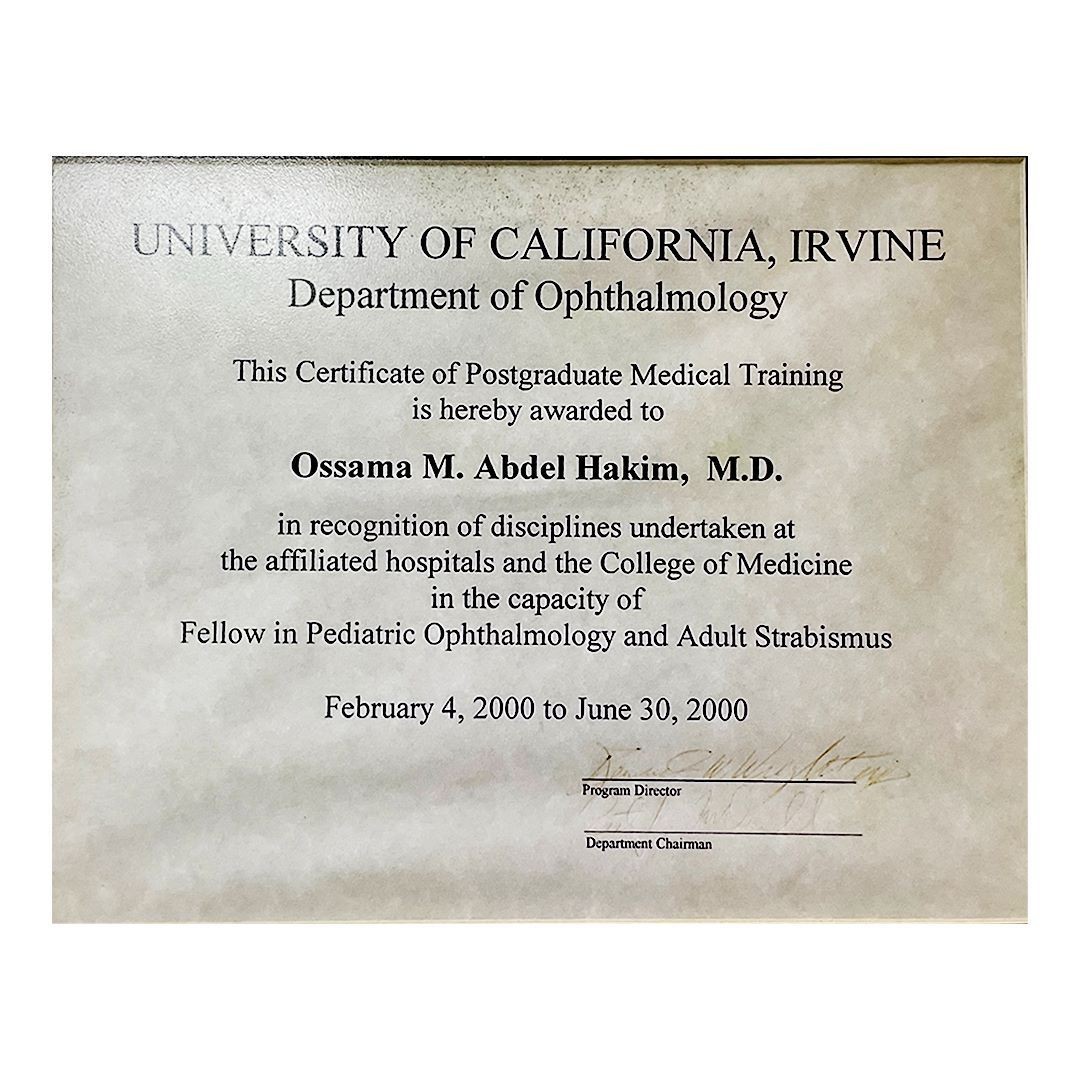 UNIVERSITY OF CALIFORNIA, IRVINE
Department of Ophthalmology
This Certificate of Postgraduate Medical Training
is hereby awarded to
Ossama M. Abdel Hakim, M.D.
in recognition of disciplines undertaken at
the affiliated hospitals and the College of Medicine
in the capacity of
Fellow in Pediatric Ophthalmology and Adult Strabismus
February 4, 2000 to June 30, 2000
Program Director
Department Chairman